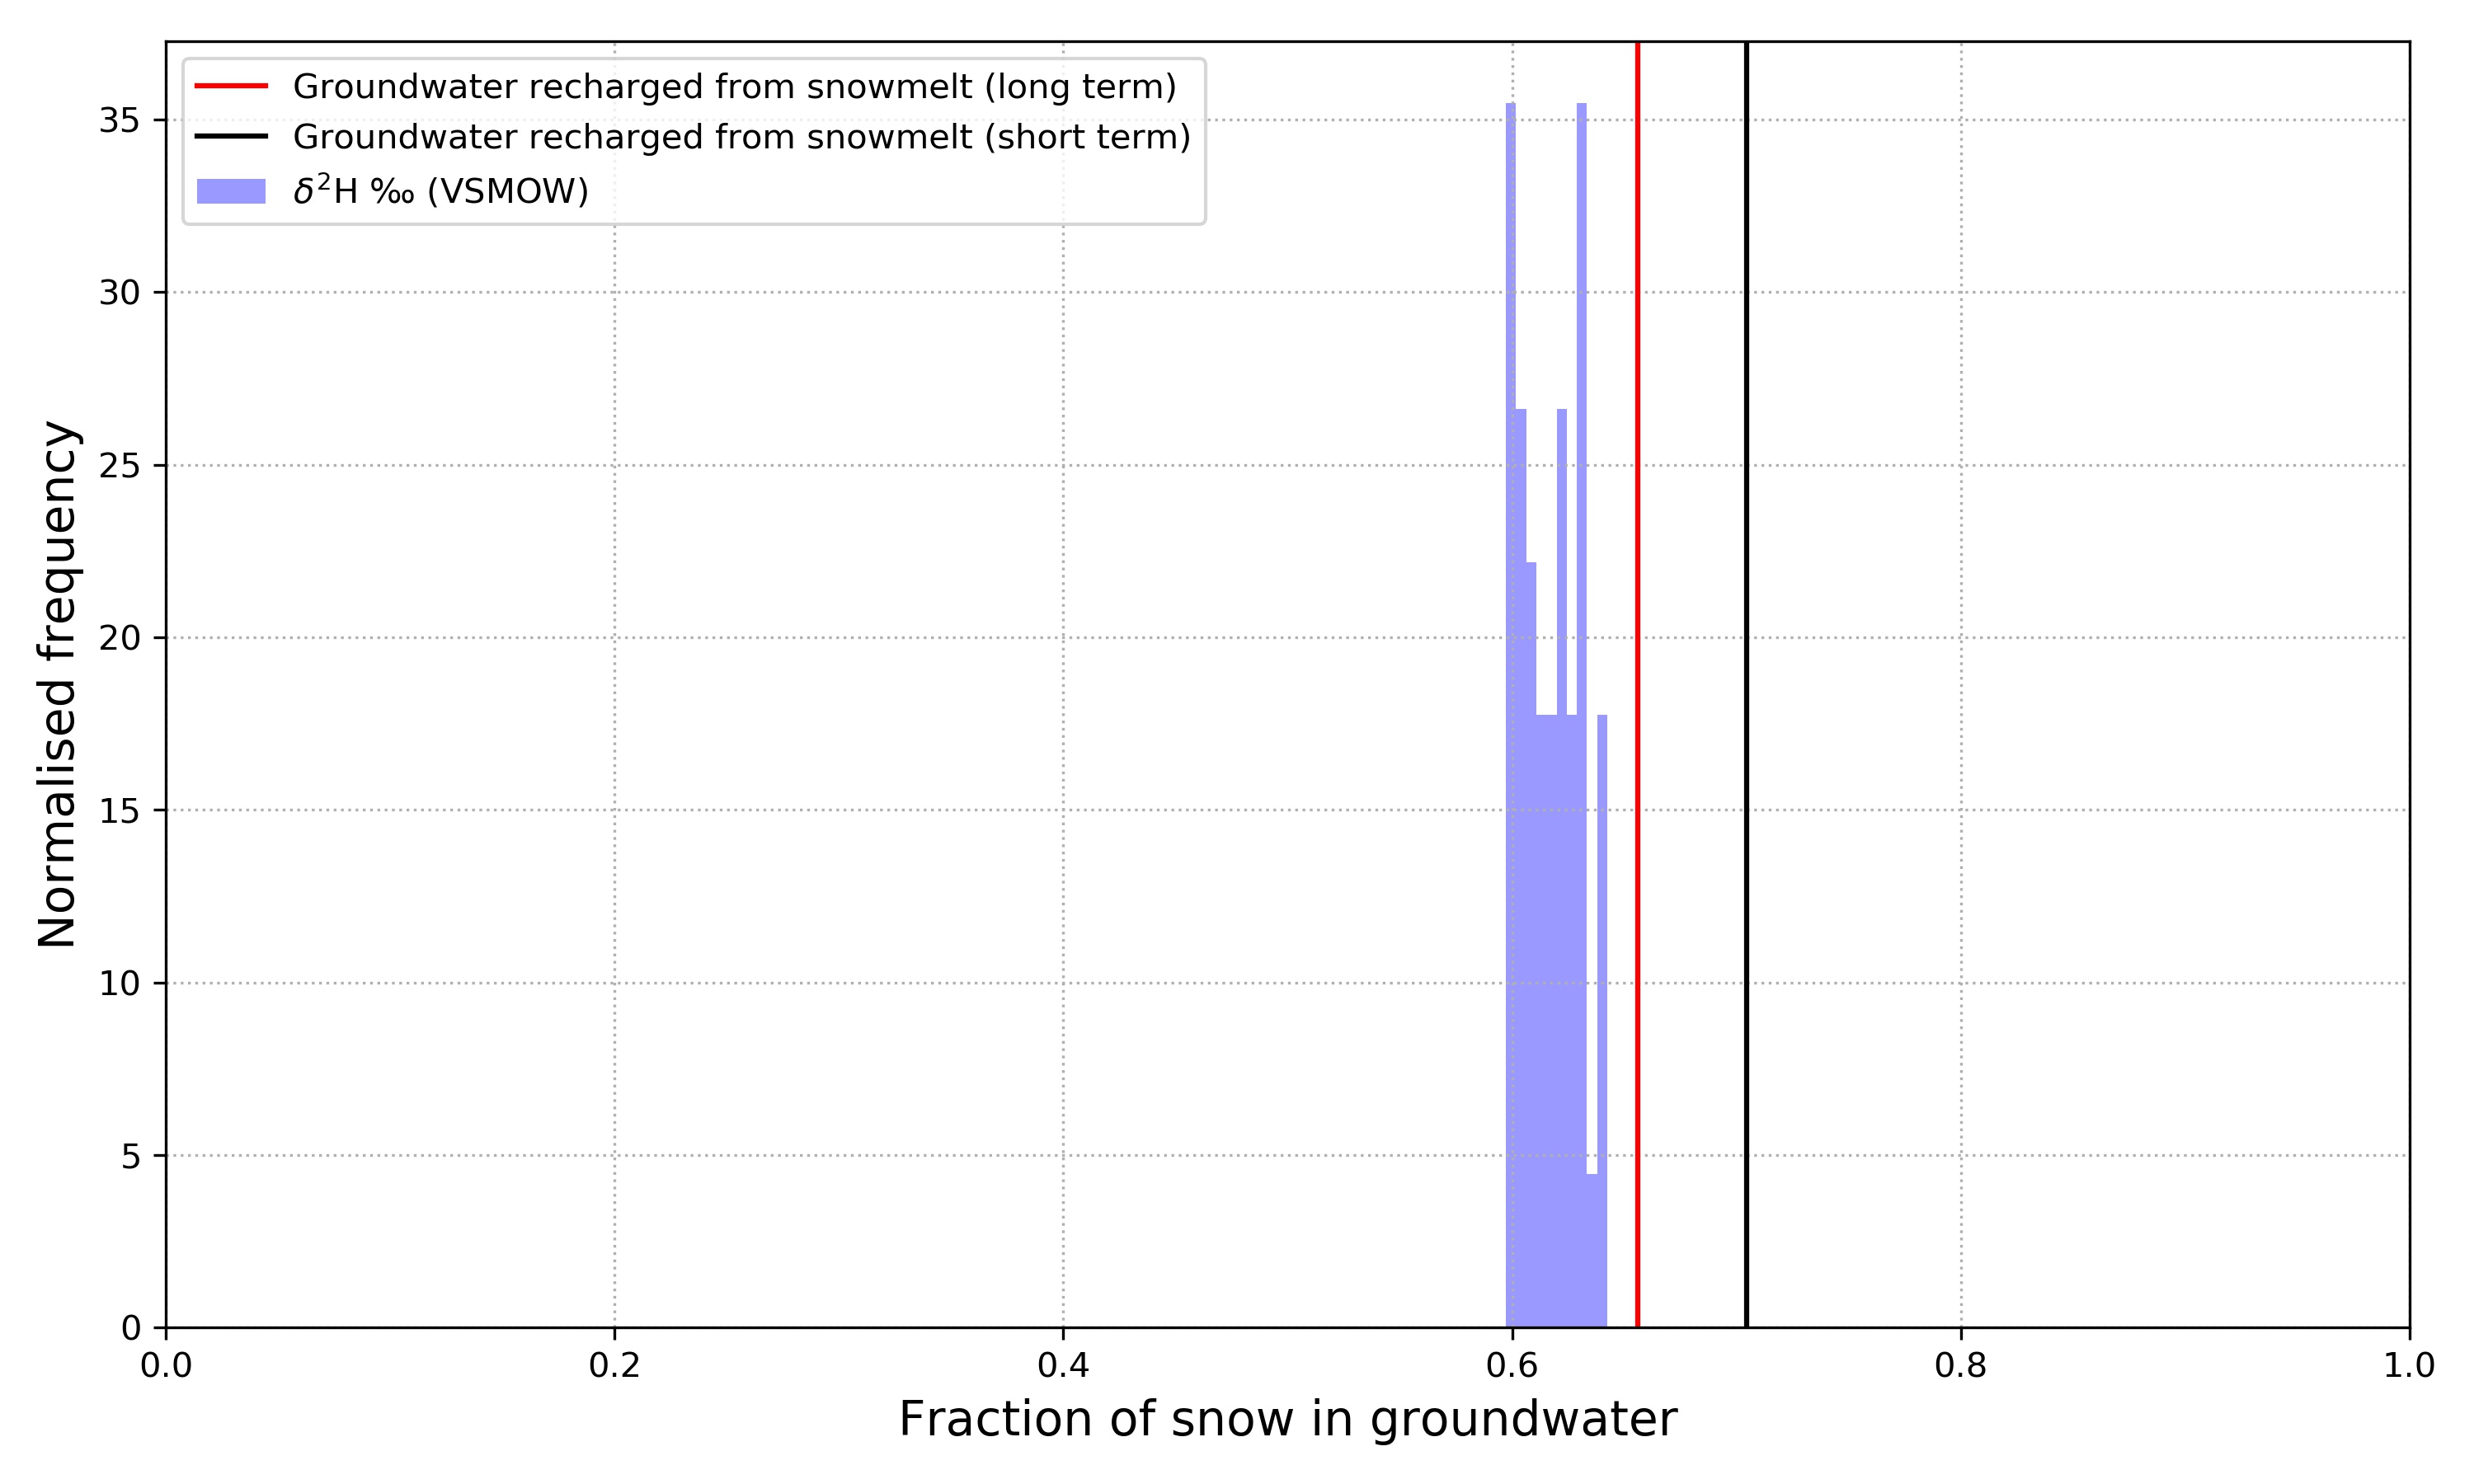 Groundwater recharged from snowmelt (long term)
Groundwater recharged from snowmelt (short term)
δ²H ‰ (VSMOW)
35
30
25
20
15
10
5
0
Normalised frequency
0.0 0.2 0.4 0.6 0.8 1.0
Fraction of snow in groundwater